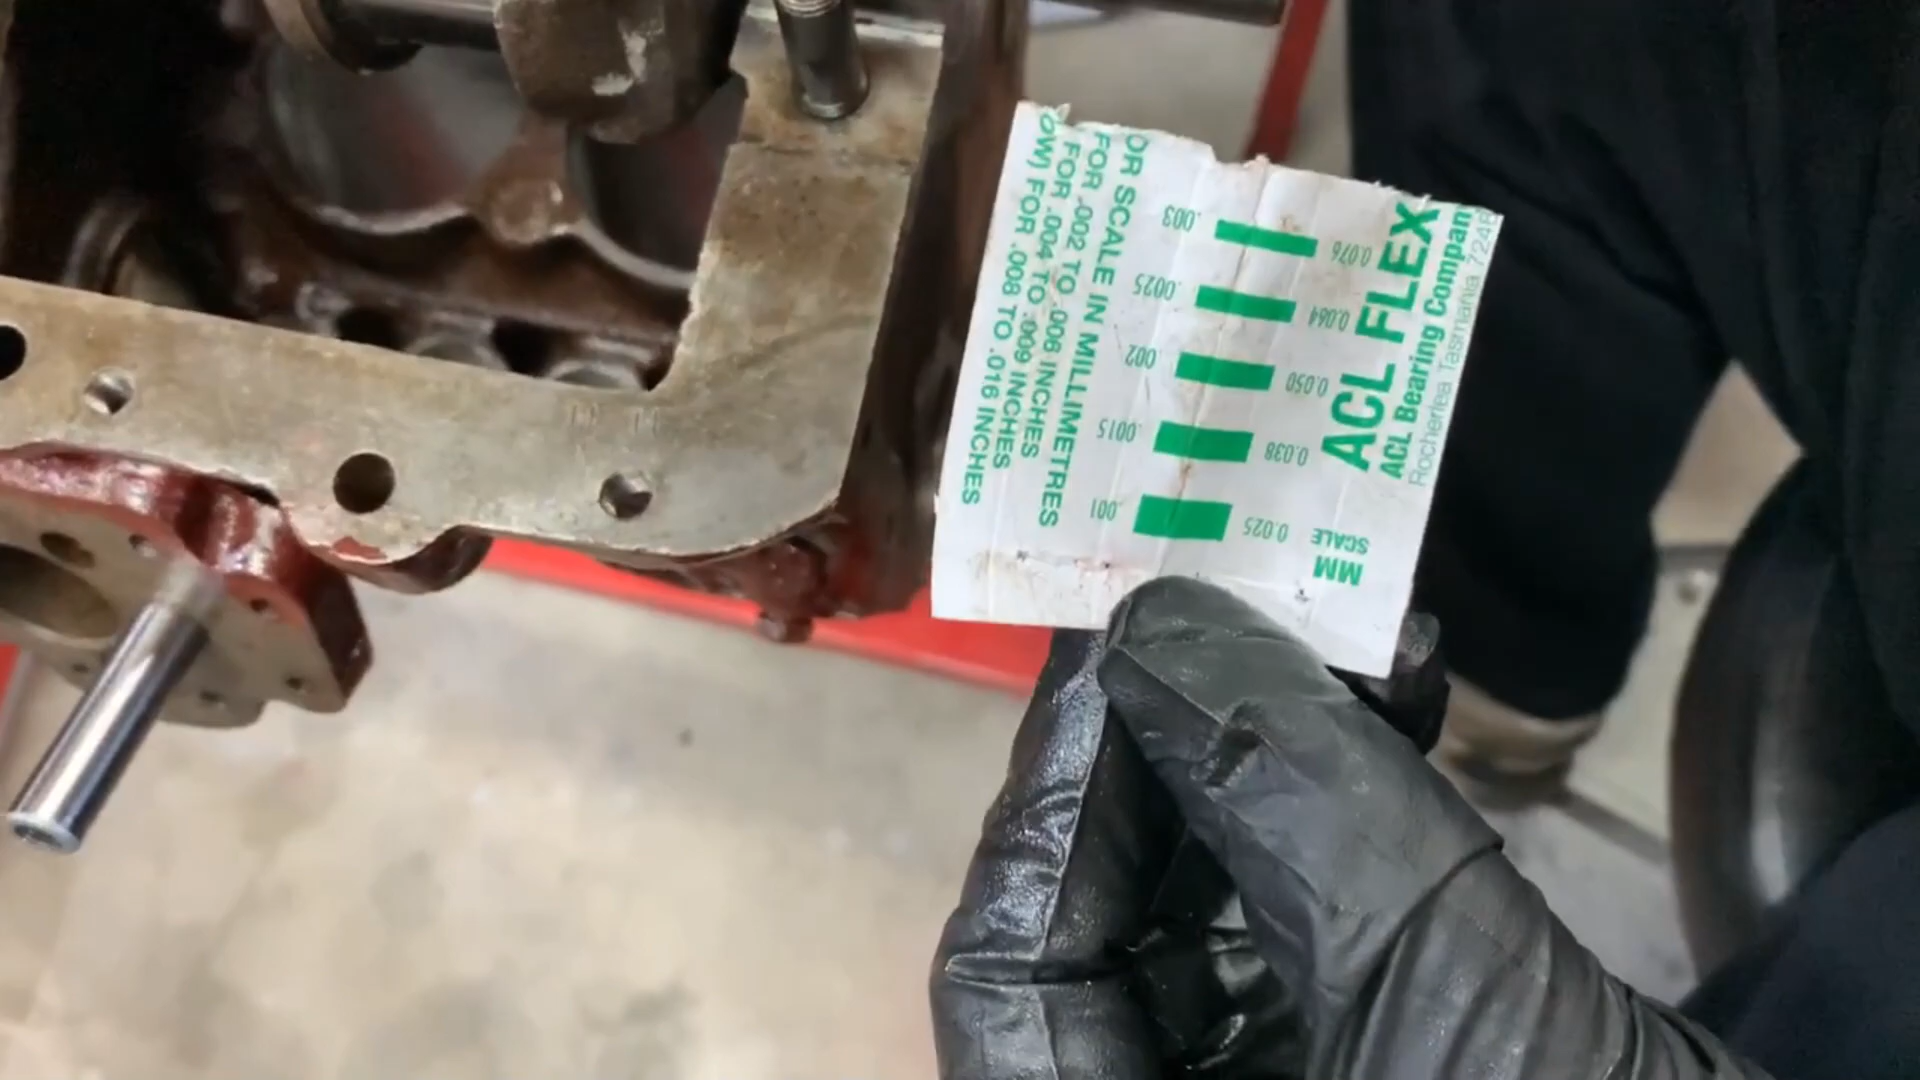 OR SCALE IN MILLIMETRES
FOR .002 TO .006 INCHES
FOR .004 TO .009 INCHES
OW) FOR .008 TO .016 INCHES
.003 0.076
.0025 0.064
.002 0.050
.0015 0.038
.001 0.025
MM
SCALE
ACL FLEX
ACL Bearing Company
Rocherlea Tasmania